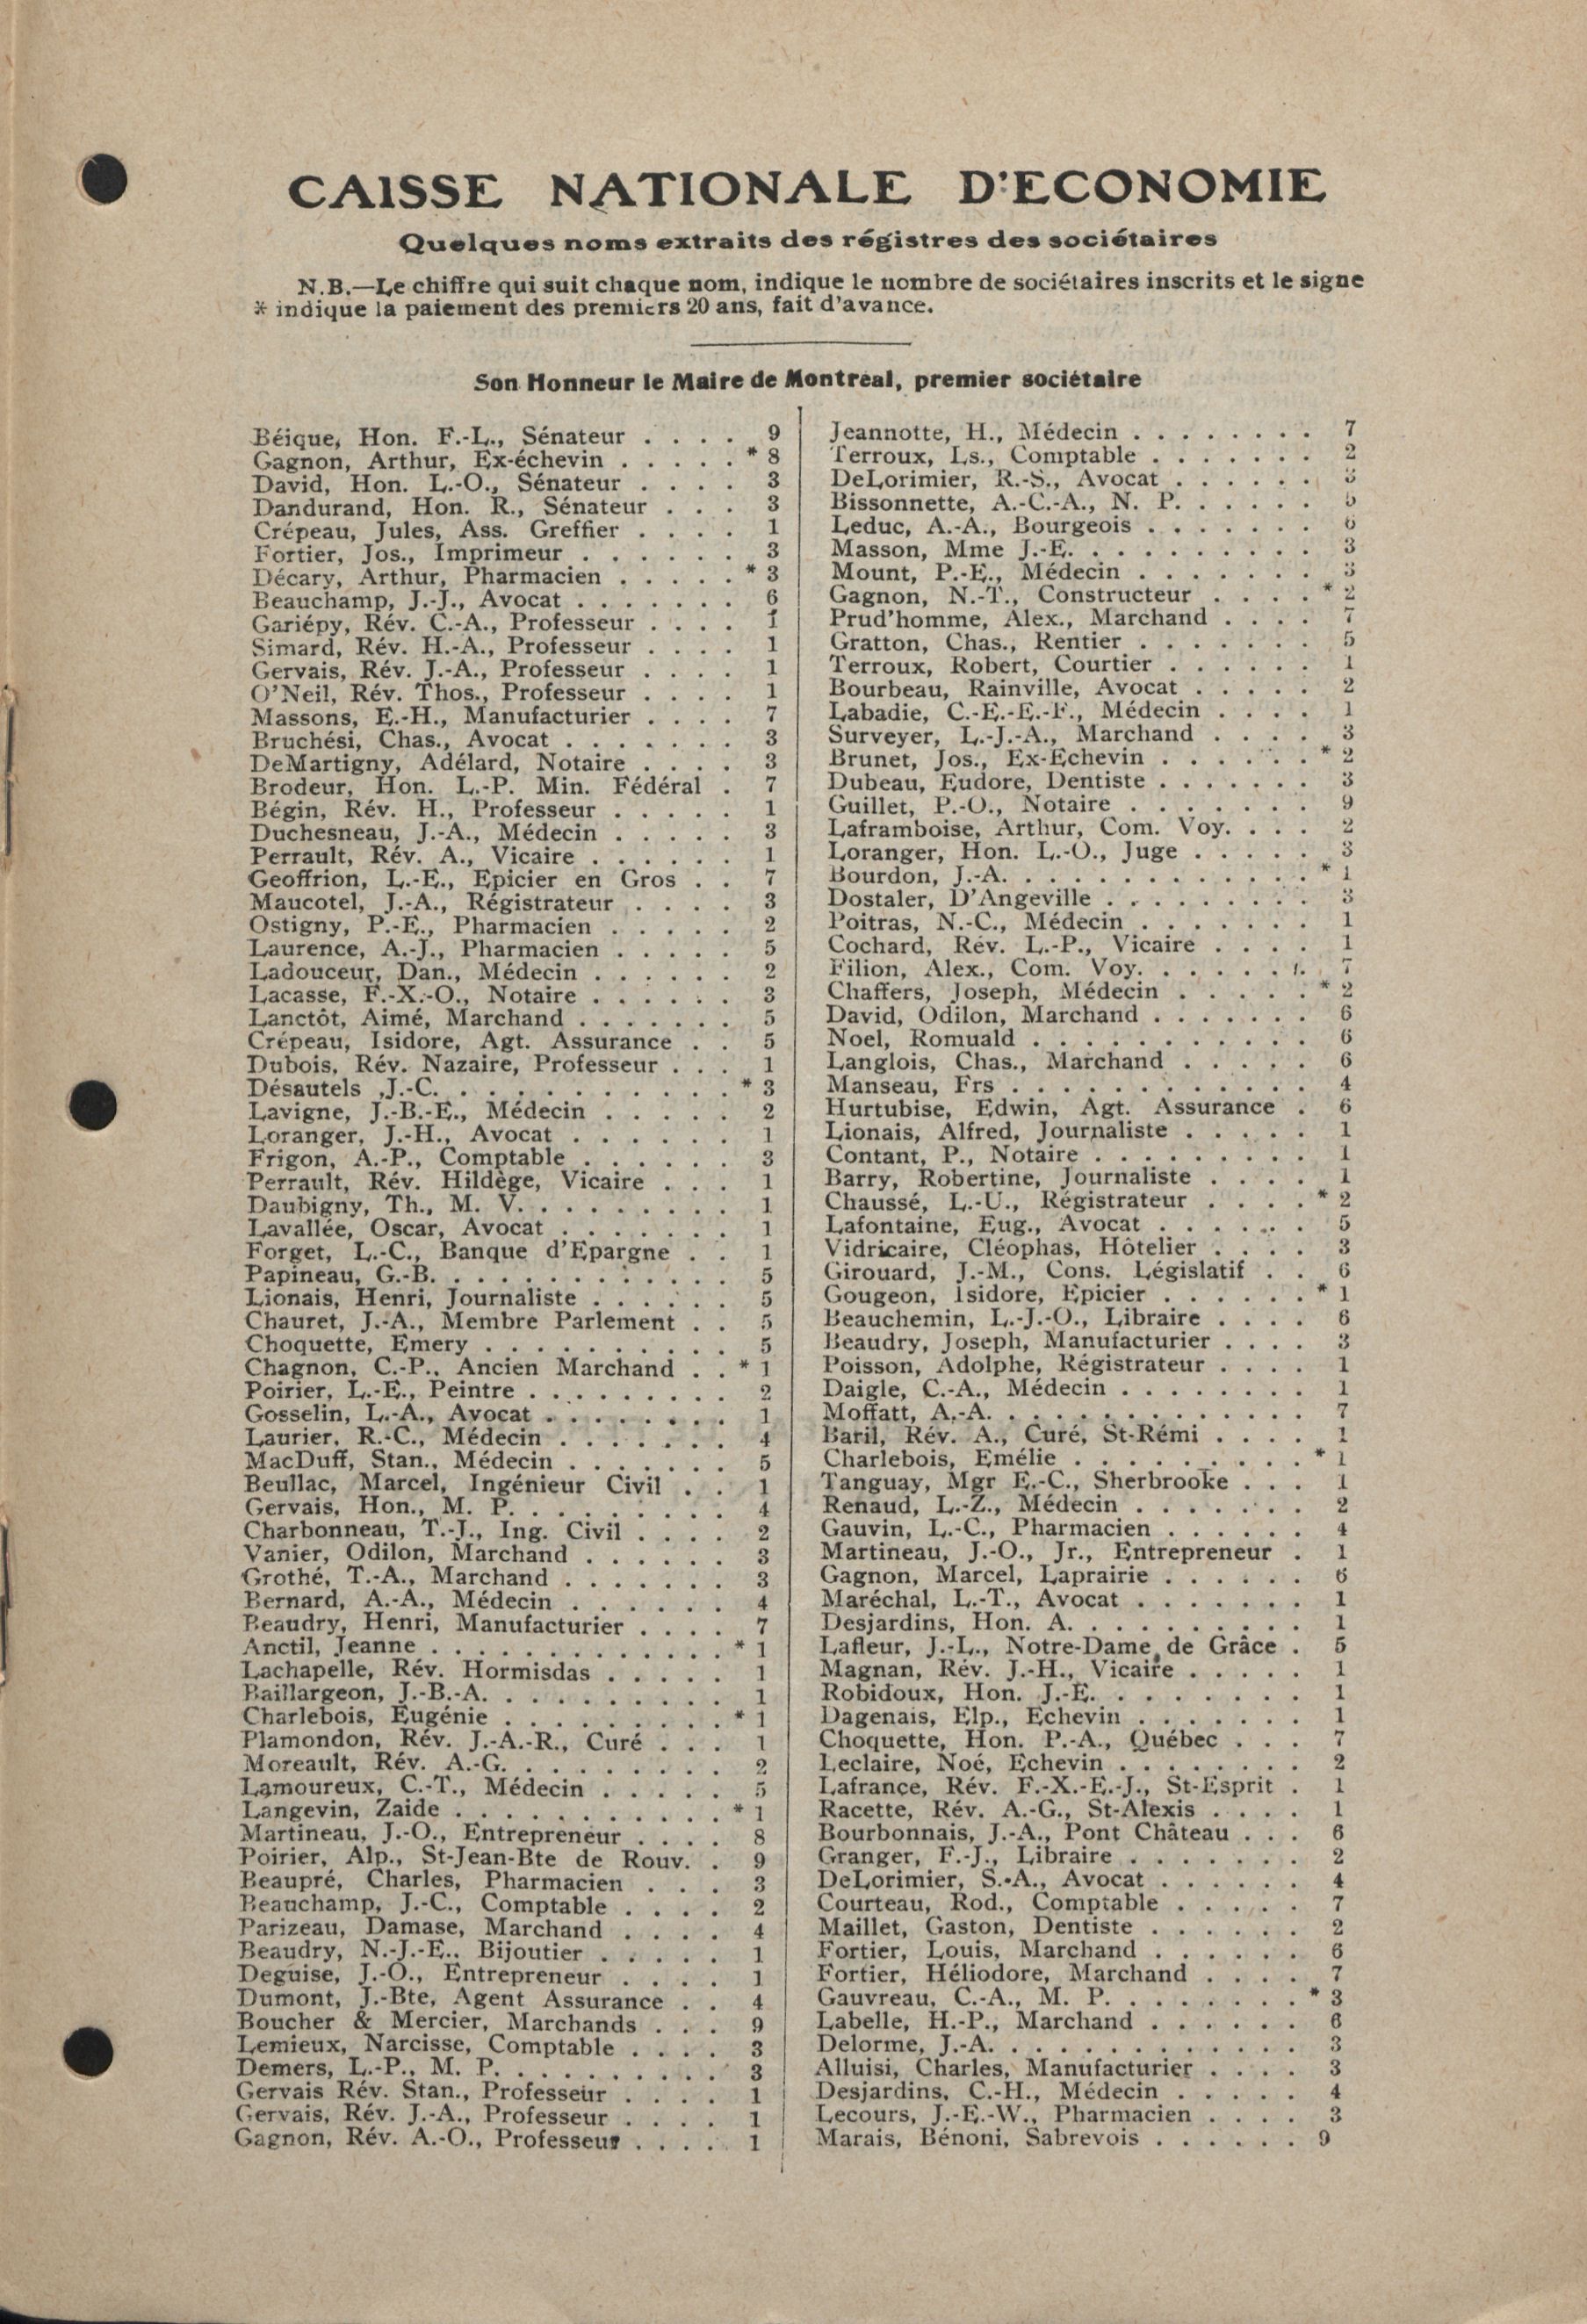 CAISSE NATIONALE D'ECONOMIE
Quelques noms extraits des régistres des sociétaires
N.B.—Le chiffre qui suit chaque nom, indique le nombre de sociétaires inscrits et le signe
* indique la paiement des premiers 20 ans, fait d'avance.
Son Honneur le Maire de Montréal, premier sociétaire
Béique, Hon. F.-L., Sénateur . . . . 9
Gagnon, Arthur, Ex-échevin . . . . . * 8
David, Hon. L.-O., Sénateur . . . . 3
Dandurand, Hon. R., Sénateur . . . 3
Crépeau, Jules, Ass. Greffier . . . . 1
Fortier, Jos., Imprimeur . . . . . . 3
Décary, Arthur, Pharmacien . . . . . * 3
Beauchamp, J.-J., Avocat . . . . . . . 6
Gariépy, Rév. C.-A., Professeur . . . . 1
Simard, Rév. H.-A., Professeur . . . . 1
Gervais, Rév. J.-A., Professeur . . . . 1
O'Neil, Rév. Thos., Professeur . . . . 1
Massons, E.-H., Manufacturier . . . . 7
Bruchési, Chas., Avocat . . . . . . . 3
DeMartigny, Adélard, Notaire . . . . 3
Brodeur, Hon. L.-P. Min. Fédéral . 7
Bégin, Rév. H., Professeur . . . . . 1
Duchesneau, J.-A., Médecin . . . . . 3
Perrault, Rév. A., Vicaire . . . . . . 1
Geoffrion, L.-E., Epicier en Gros . . 7
Maucotel, J.-A., Régistrateur . . . . 3
Ostigny, P.-E., Pharmacien . . . . . 2
Laurence, A.-J., Pharmacien . . . . . 5
Ladouceur, Dan., Médecin . . . . . . 2
Lacasse, F.-X.-O., Notaire . . . . . . 3
Lanctôt, Aimé, Marchand . . . . . . . 5
Crépeau, Isidore, Agt. Assurance . . 5
Dubois, Rév. Nazaire, Professeur . . . 1
Désautels ,J.-C. . . . . . . . . . . . * 3
Lavigne, J.-B.-E., Médecin . . . . . 2
Loranger, J.-H., Avocat . . . . . . 1
Frigon, A.-P., Comptable . . . . . . 3
Perrault, Rév. Hildège, Vicaire . . . 1
Daubigny, Th., M. V. . . . . . . . . 1
Lavallée, Oscar, Avocat . . . . . . . 1
Forget, L.-C., Banque d'Epargne . . 1
Papineau, G.-B. . . . . . . . . . . . 5
Lionais, Henri, Journaliste . . . . . . 5
Chauret, J.-A., Membre Parlement . . 5
Choquette, Emery . . . . . . . . . . 5
Chagnon, C.-P., Ancien Marchand . . * 1
Poirier, L.-E., Peintre . . . . . . . . . 2
Gosselin, L.-A., Avocat . . . . . . . . 1
Laurier, R.-C., Médecin . . . . . . . 4
MacDuff, Stan., Médecin . . . . . . . 5
Beullac, Marcel, Ingénieur Civil . . 1
Gervais, Hon., M. P. . . . . . . . . . 4
Charbonneau, T.-J., Ing. Civil . . . . 2
Vanier, Odilon, Marchand . . . . . . 3
Grothé, T.-A., Marchand . . . . . . . 3
Bernard, A.-A., Médecin . . . . . . 4
Beaudry, Henri, Manufacturier . . . . 7
Anctil, Jeanne . . . . . . . . . . . . * 1
Lachapelle, Rév. Hormisdas . . . . . 1
Baillargeon, J.-B.-A. . . . . . . . . . 1
Charlebois, Eugénie . . . . . . . . . * 1
Plamondon, Rév. J.-A.-R., Curé . . . 1
Moreault, Rév. A.-G. . . . . . . . . . 2
Lamoureux, C.-T., Médecin . . . . . 5
Langevin, Zaide . . . . . . . . . . . * 1
Martineau, J.-O., Entrepreneur . . . . 8
Poirier, Alp., St-Jean-Bte de Rouv. . 9
Beaupré, Charles, Pharmacien . . . 3
Beauchamp, J.-C., Comptable . . . . 2
Parizeau, Damase, Marchand . . . . 4
Beaudry, N.-J.-E.. Bijoutier . . . . . 1
Deguise, J.-O., Entrepreneur . . . . 1
Dumont, J.-Bte, Agent Assurance . . 4
Boucher & Mercier, Marchands . . . 9
Lemieux, Narcisse, Comptable . . . . 3
Demers, L.-P., M. P. . . . . . . . . . 3
Gervais Rév. Stan., Professeur . . . . 1
Gervais, Rév. J.-A., Professeur . . . . 1
Gagnon, Rév. A.-O., Professeur . . . . 1
Jeannotte, H., Médecin . . . . . . . . 7
Terroux, Ls., Comptable . . . . . . . 2
DeLorimier, R.-S., Avocat . . . . . . 3
Bissonnette, A.-C.-A., N. P. . . . . . 5
Leduc, A.-A., Bourgeois . . . . . . . 6
Masson, Mme J.-E. . . . . . . . . . . 3
Mount, P.-E., Médecin . . . . . . . 3
Gagnon, N.-T., Constructeur . . . . * 2
Prud'homme, Alex., Marchand . . . . 7
Gratton, Chas., Rentier . . . . . . . 5
Terroux, Robert, Courtier . . . . . . 1
Bourbeau, Rainville, Avocat . . . . . 2
Labadie, C.-E.-E.-F., Médecin . . . . 1
Surveyer, L.-J.-A., Marchand . . . . 3
Brunet, Jos., Ex-Echevin . . . . . . * 2
Dubeau, Eudore, Dentiste . . . . . . . 3
Guillet, P.-O., Notaire . . . . . . . 9
Laframboise, Arthur, Com. Voy. . . . 2
Loranger, Hon. L.-O., Juge . . . . . 3
Bourdon, J.-A. . . . . . . . . . . . . * 1
Dostaler, D'Angeville . . . . . . . . . 3
Poitras, N.-C., Médecin . . . . . . . 1
Cochard, Rév. L.-P., Vicaire . . . . 1
Filion, Alex., Com. Voy. . . . . . . . 7
Chaffers, Joseph, Médecin . . . . . * 2
David, Odilon, Marchand . . . . . . . 6
Noel, Romuald . . . . . . . . . . . . 6
Langlois, Chas., Marchand . . . . . 6
Manseau, Frs . . . . . . . . . . . . 4
Hurtubise, Edwin, Agt. Assurance . 6
Lionais, Alfred, Journaliste . . . . . 1
Contant, P., Notaire . . . . . . . . . 1
Barry, Robertine, Journaliste . . . . 1
Chaussé, L.-U., Régistrateur . . . . * 2
Lafontaine, Eug., Avocat . . . . . . 5
Vidricaire, Cléophas, Hôtelier . . . . 3
Girouard, J.-M., Cons. Législatif . . 6
Gougeon, Isidore, Epicier . . . . . . * 1
Beauchemin, L.-J.-O., Libraire . . . . 6
Beaudry, Joseph, Manufacturier . . . . 3
Poisson, Adolphe, Régistrateur . . . . 1
Daigle, C.-A., Médecin . . . . . . . . 1
Moffatt, A.-A. . . . . . . . . . . . . 7
Baril, Rév. A., Curé, St-Rémi . . . . 1
Charlebois, Emélie . . . . . . . . . . * 1
Tanguay, Mgr E.-C., Sherbrooke . . . 1
Renaud, L.-Z., Médecin . . . . . . . 2
Gauvin, L.-C., Pharmacien . . . . . . 4
Martineau, J.-O., Jr., Entrepreneur . 1
Gagnon, Marcel, Laprairie . . . . . . 6
Maréchal, L.-T., Avocat . . . . . . . 1
Desjardins, Hon. A. . . . . . . . . . 1
Lafleur, J.-L., Notre-Dame de Grâce . 5
Magnan, Rév. J.-H., Vicaire . . . . . 1
Robidoux, Hon. J.-E. . . . . . . . . 1
Dagenais, Elp., Echevin . . . . . . . 1
Choquette, Hon. P.-A., Québec . . . 7
Leclaire, Noé, Echevin . . . . . . . . 2
Lafrance, Rév. F.-X.-E.-J., St-Esprit . 1
Racette, Rév. A.-G., St-Alexis . . . . 1
Bourbonnais, J.-A., Pont Château . . . 6
Granger, F.-J., Libraire . . . . . . . 2
DeLorimier, S.-A., Avocat . . . . . . 4
Courteau, Rod., Comptable . . . . . 7
Maillet, Gaston, Dentiste . . . . . . 2
Fortier, Louis, Marchand . . . . . . 6
Fortier, Héliodore, Marchand . . . . 7
Gauvreau, C.-A., M. P. . . . . . . . * 3
Labelle, H.-P., Marchand . . . . . . 6
Delorme, J.-A. . . . . . . . . . . . . 3
Alluisi, Charles, Manufacturier . . . . 3
Desjardins, C.-H., Médecin . . . . . 4
Lecours, J.-E.-W., Pharmacien . . . . 3
Marais, Bénoni, Sabrevois . . . . . . 9